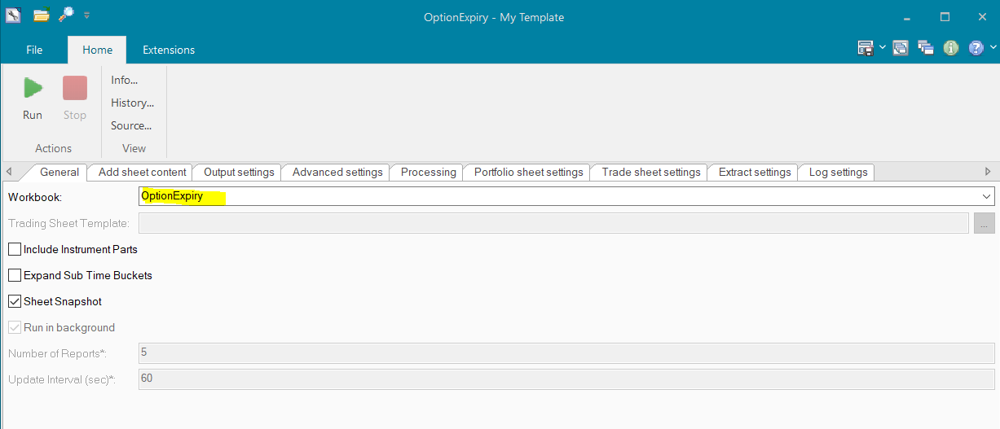 OptionExpiry - My Template
File Home Extensions
Run Stop
Info...
History...
Source...
Actions View
General Add sheet content Output settings Advanced settings Processing Portfolio sheet settings Trade sheet settings Extract settings Log settings
Workbook: OptionExpiry
Trading Sheet Template: ...
Include Instrument Parts
Expand Sub Time Buckets
Sheet Snapshot
Run in background
Number of Reports*: 5
Update Interval (sec)*: 60